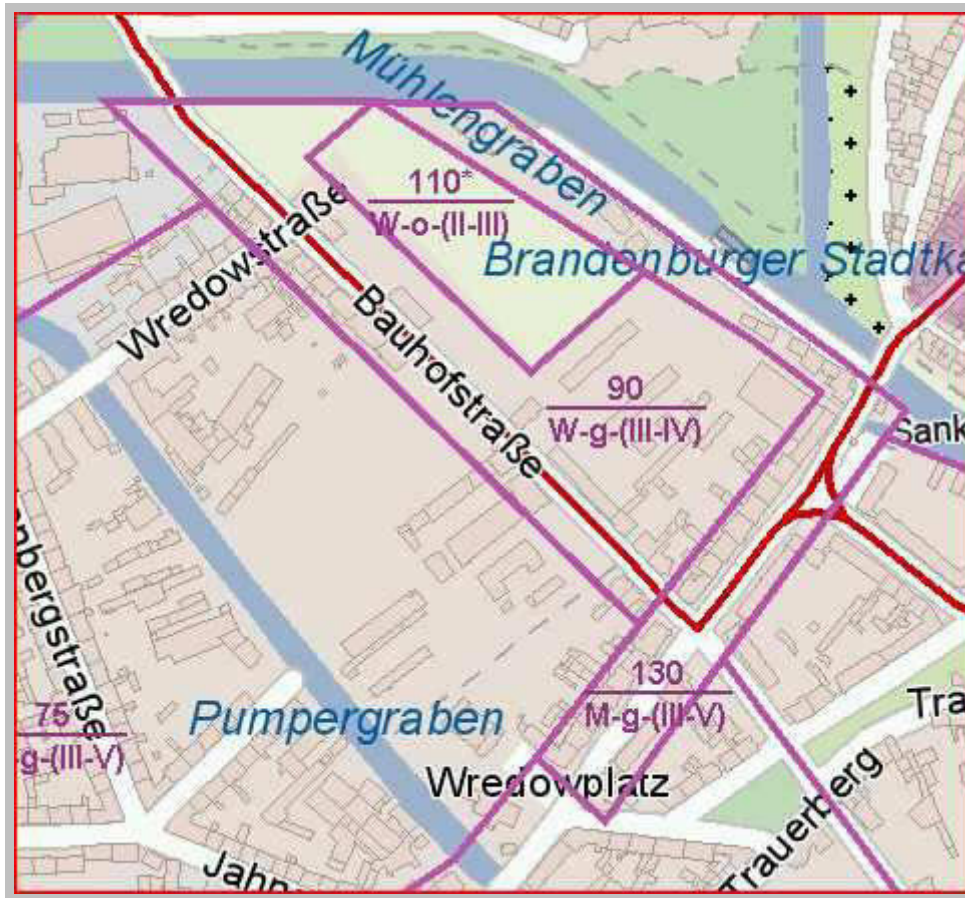 Mühlengraben
110*
W-o-(II-III)
Wredowstraße
Brandenburger Stadtka
Bauhofstraße
90
W-g-(III-IV)
Sank
nbergstraße
130
M-g-(III-V)
75
-g-(III-V)
Pumpergraben
Tra
Wredowplatz
Trauerberg
Jahn